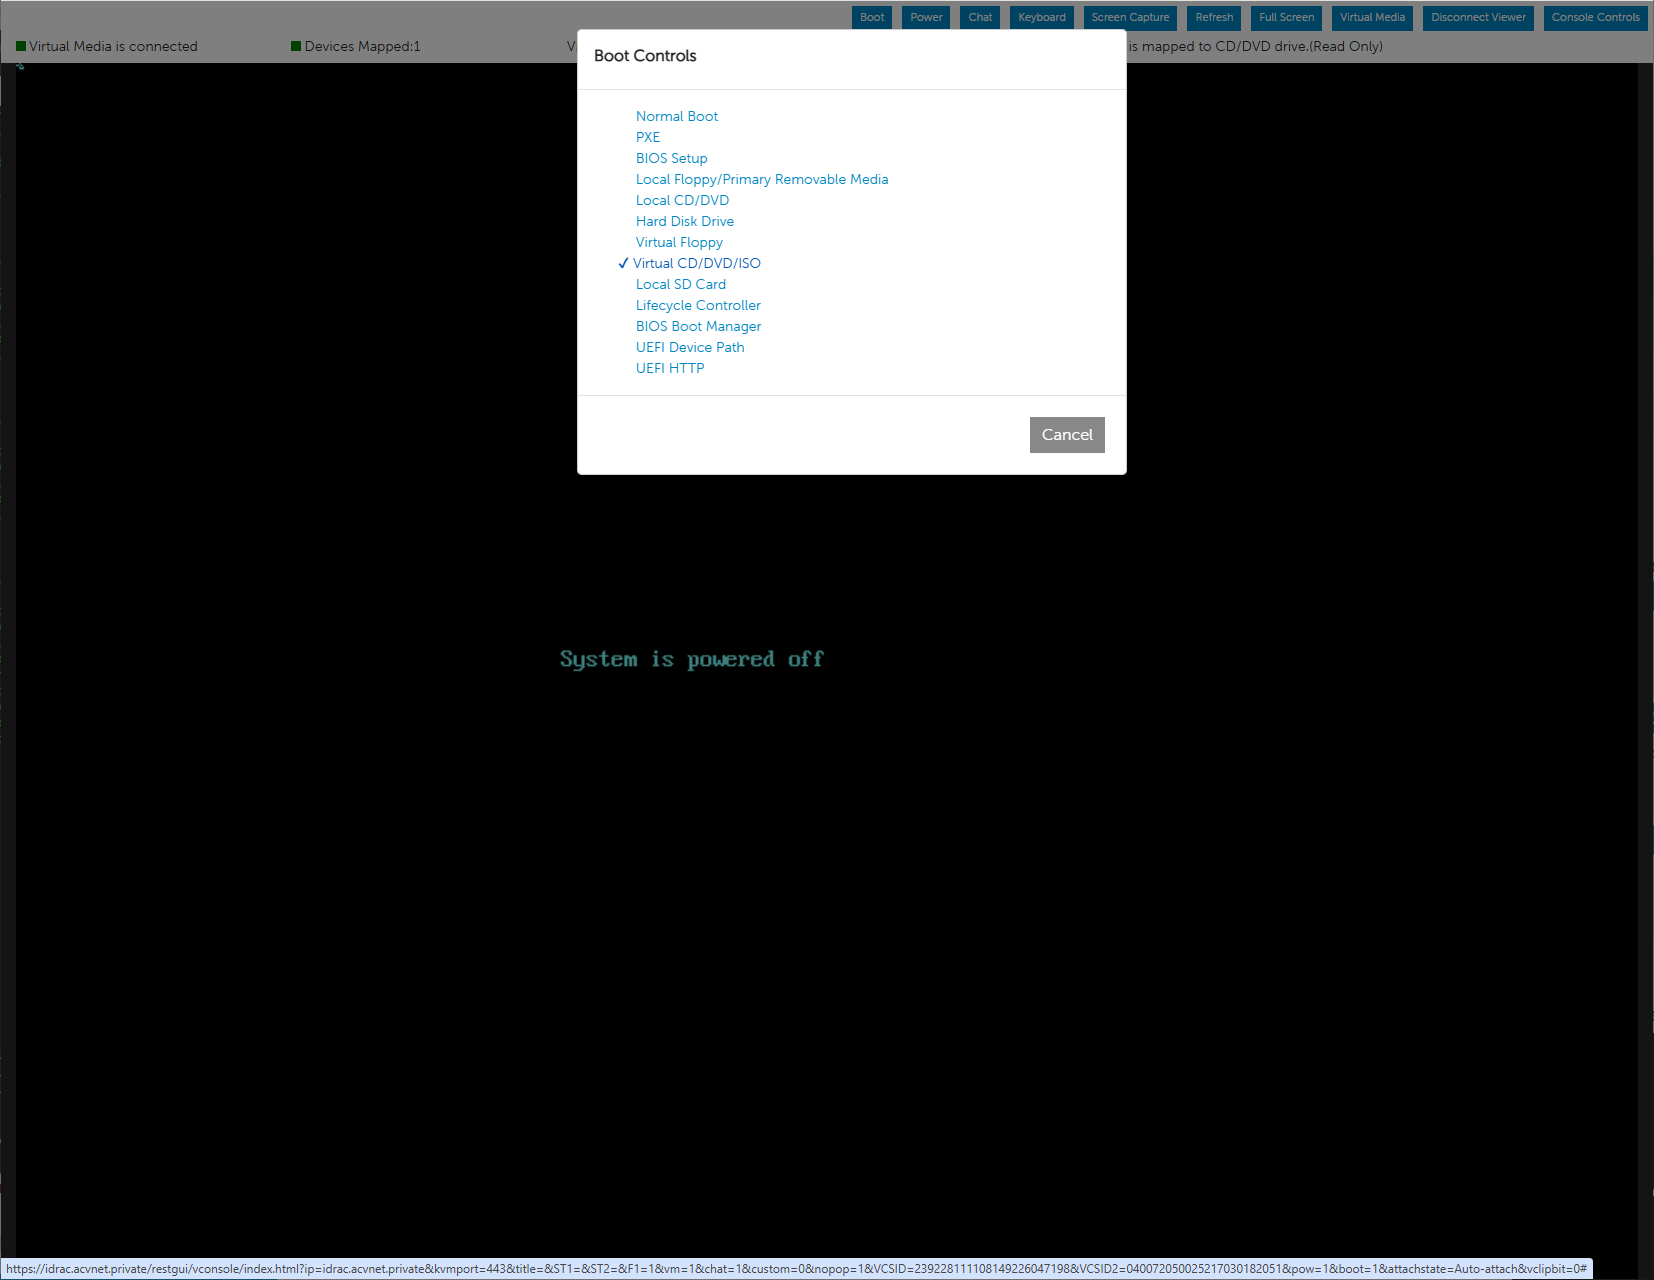 Boot Power Chat Keyboard Screen Capture Refresh Full Screen Virtual Media Disconnect Viewer Console Controls
Virtual Media is connected Devices Mapped:1 is mapped to CD/DVD drive.(Read Only)
Boot Controls
Normal Boot
PXE
BIOS Setup
Local Floppy/Primary Removable Media
Local CD/DVD
Hard Disk Drive
Virtual Floppy
✓ Virtual CD/DVD/ISO
Local SD Card
Lifecycle Controller
BIOS Boot Manager
UEFI Device Path
UEFI HTTP
Cancel
System is powered off
https://idrac.acvnet.private/restgui/vconsole/index.html?ip=idrac.acvnet.private&kvmport=443&title=&ST1=&ST2=&F1=1&vm=1&chat=1&custom=0&nopop=1&VCSID=239228111108149226047198&VCSID2=040072050025217030182051&pow=1&boot=1&attachstate=Auto-attach&vclipbit=0#